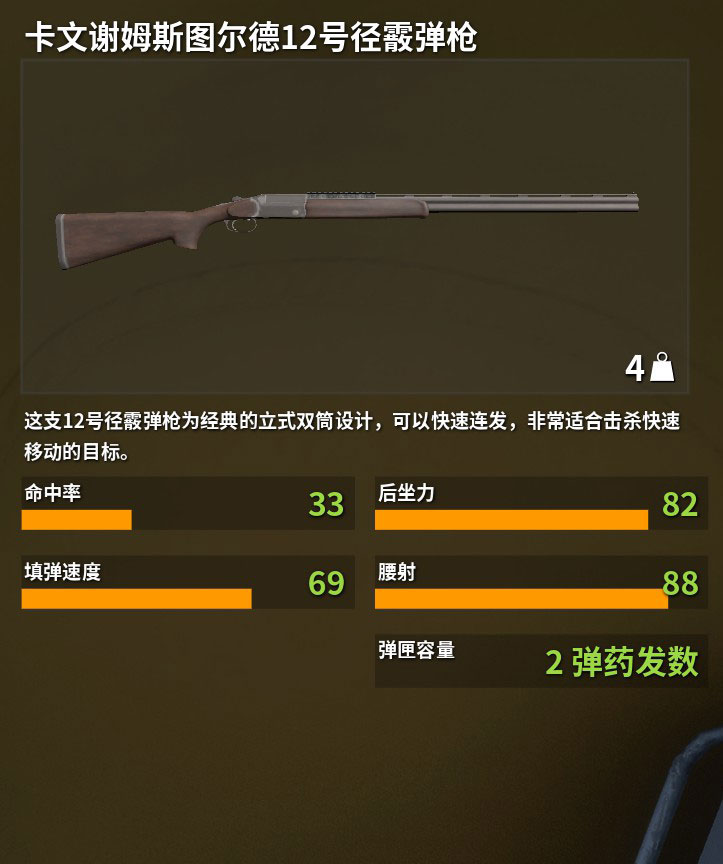 卡文谢姆斯图尔德12号径霰弹枪
4
这支12号径霰弹枪为经典的立式双筒设计，可以快速连发，非常适合击杀快速
移动的目标。
命中率 33
后坐力 82
填弹速度 69
腰射 88
弹匣容量 2 弹药发数